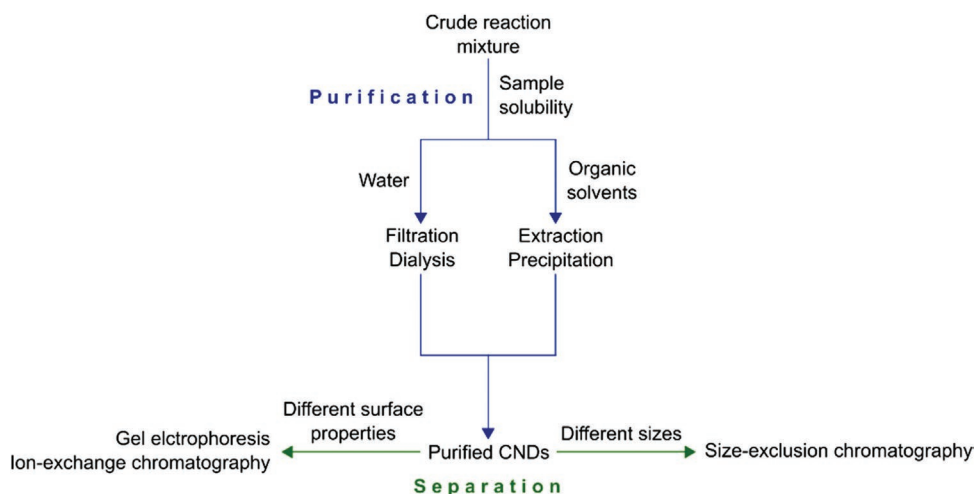 Crude reaction
mixture
Purification
Sample
solubility
Water
Organic
solvents
Filtration
Dialysis
Extraction
Precipitation
Different surface
properties
Gel elctrophoresis
Ion-exchange chromatography
Purified CNDs
Different sizes
Size-exclusion chromatography
Separation